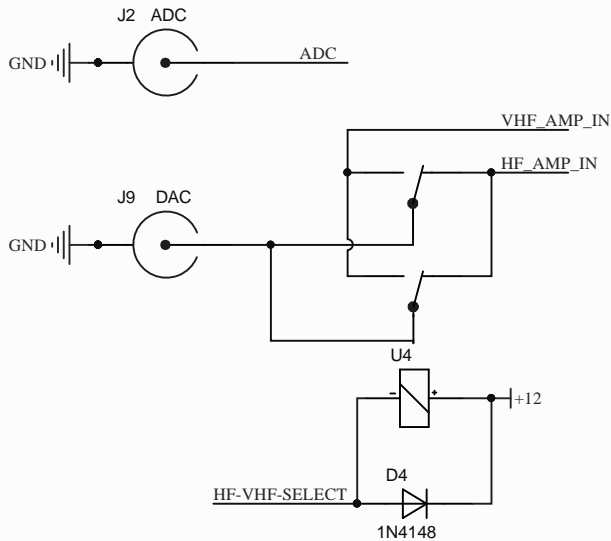 J2 ADC
GND
ADC
VHF_AMP_IN
HF_AMP_IN
J9 DAC
GND
U4
- +
+12
D4
HF-VHF-SELECT
1N4148